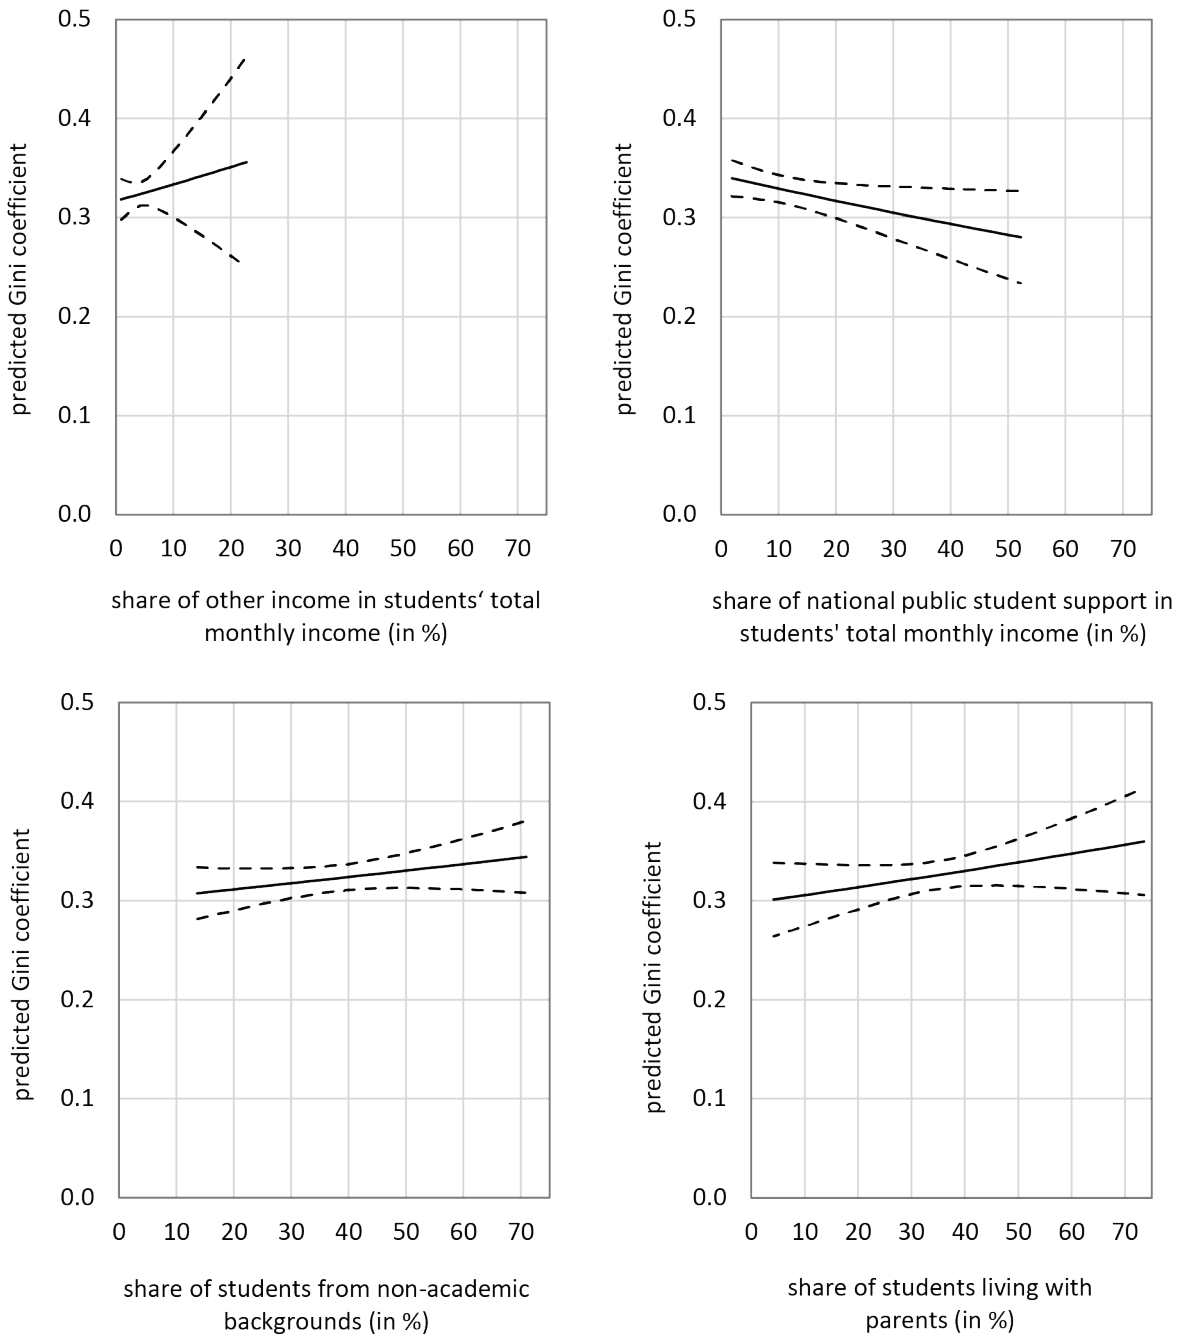 predicted Gini coefficient
0.5
0.4
0.3
0.2
0.1
0.0
0 10 20 30 40 50 60 70
share of other income in students‘ total
monthly income (in %)
predicted Gini coefficient
0.5
0.4
0.3
0.2
0.1
0.0
0 10 20 30 40 50 60 70
share of national public student support in
students' total monthly income (in %)
predicted Gini coefficient
0.5
0.4
0.3
0.2
0.1
0.0
0 10 20 30 40 50 60 70
share of students from non-academic
backgrounds (in %)
predicted Gini coefficient
0.5
0.4
0.3
0.2
0.1
0.0
0 10 20 30 40 50 60 70
share of students living with
parents (in %)